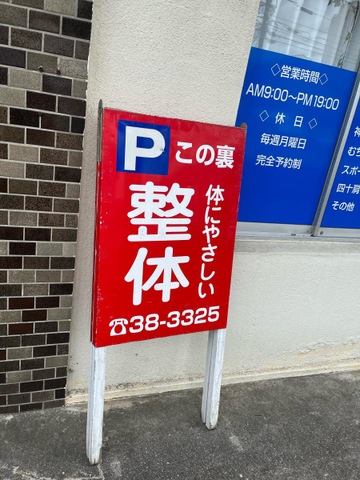 P この裏
体にやさしい
整体
☎38-3325
◇営業時間◇
AM9:00〜PM19:00
◇休日◇
毎週月曜日
完全予約制
むち
スポー
四十肩
その他